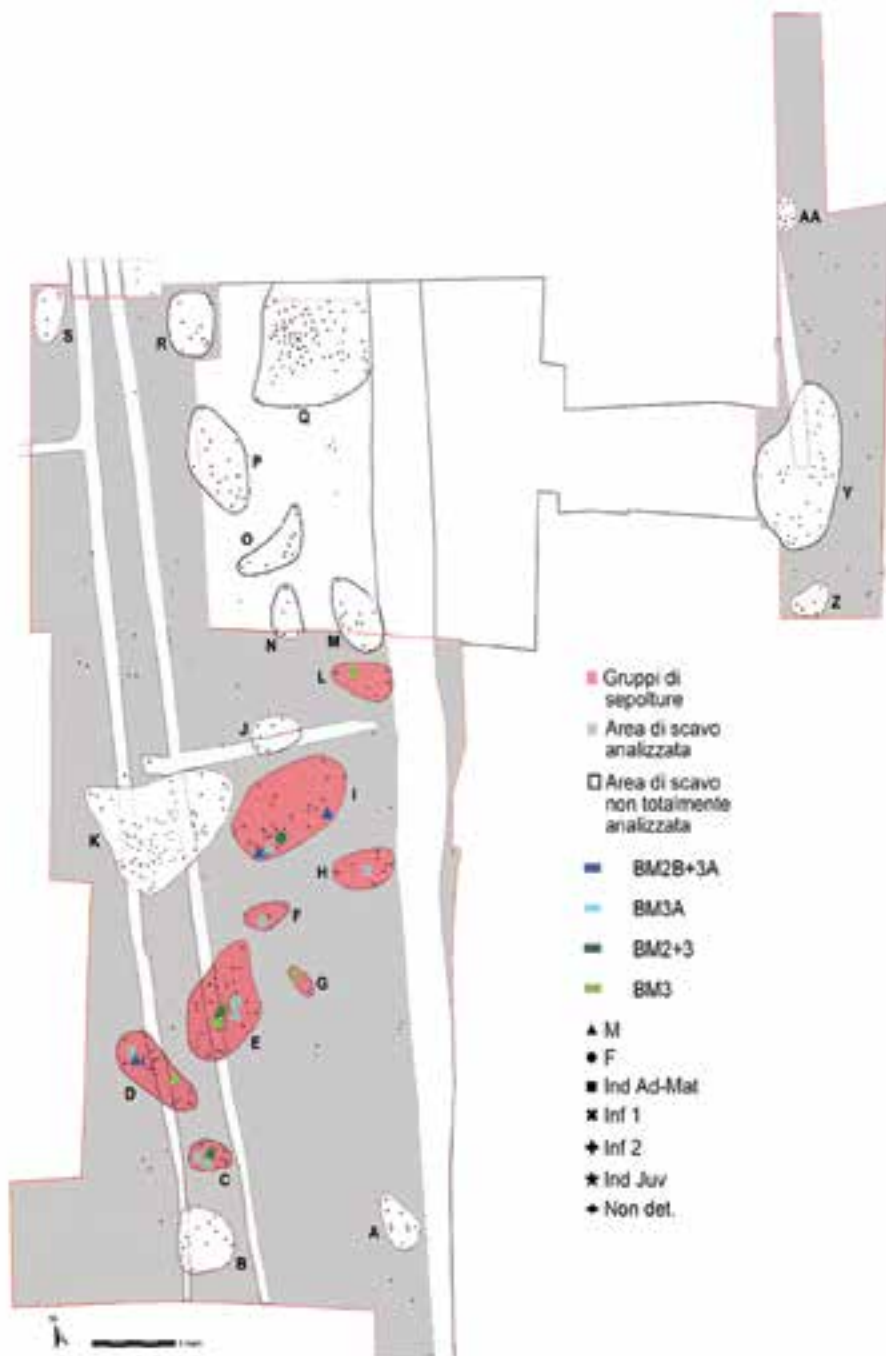 AA
S
R
Q
P
Y
O
Z
N
M
L
J
I
K
H
F
G
E
D
C
A
B
Gruppi di
sepolture
Area di scavo
analizzata
Area di scavo
non totalmente
analizzata
BM2B+3A
BM3A
BM2+3
BM3
M
F
Ind Ad-Mat
Inf 1
Inf 2
Ind Juv
Non det.